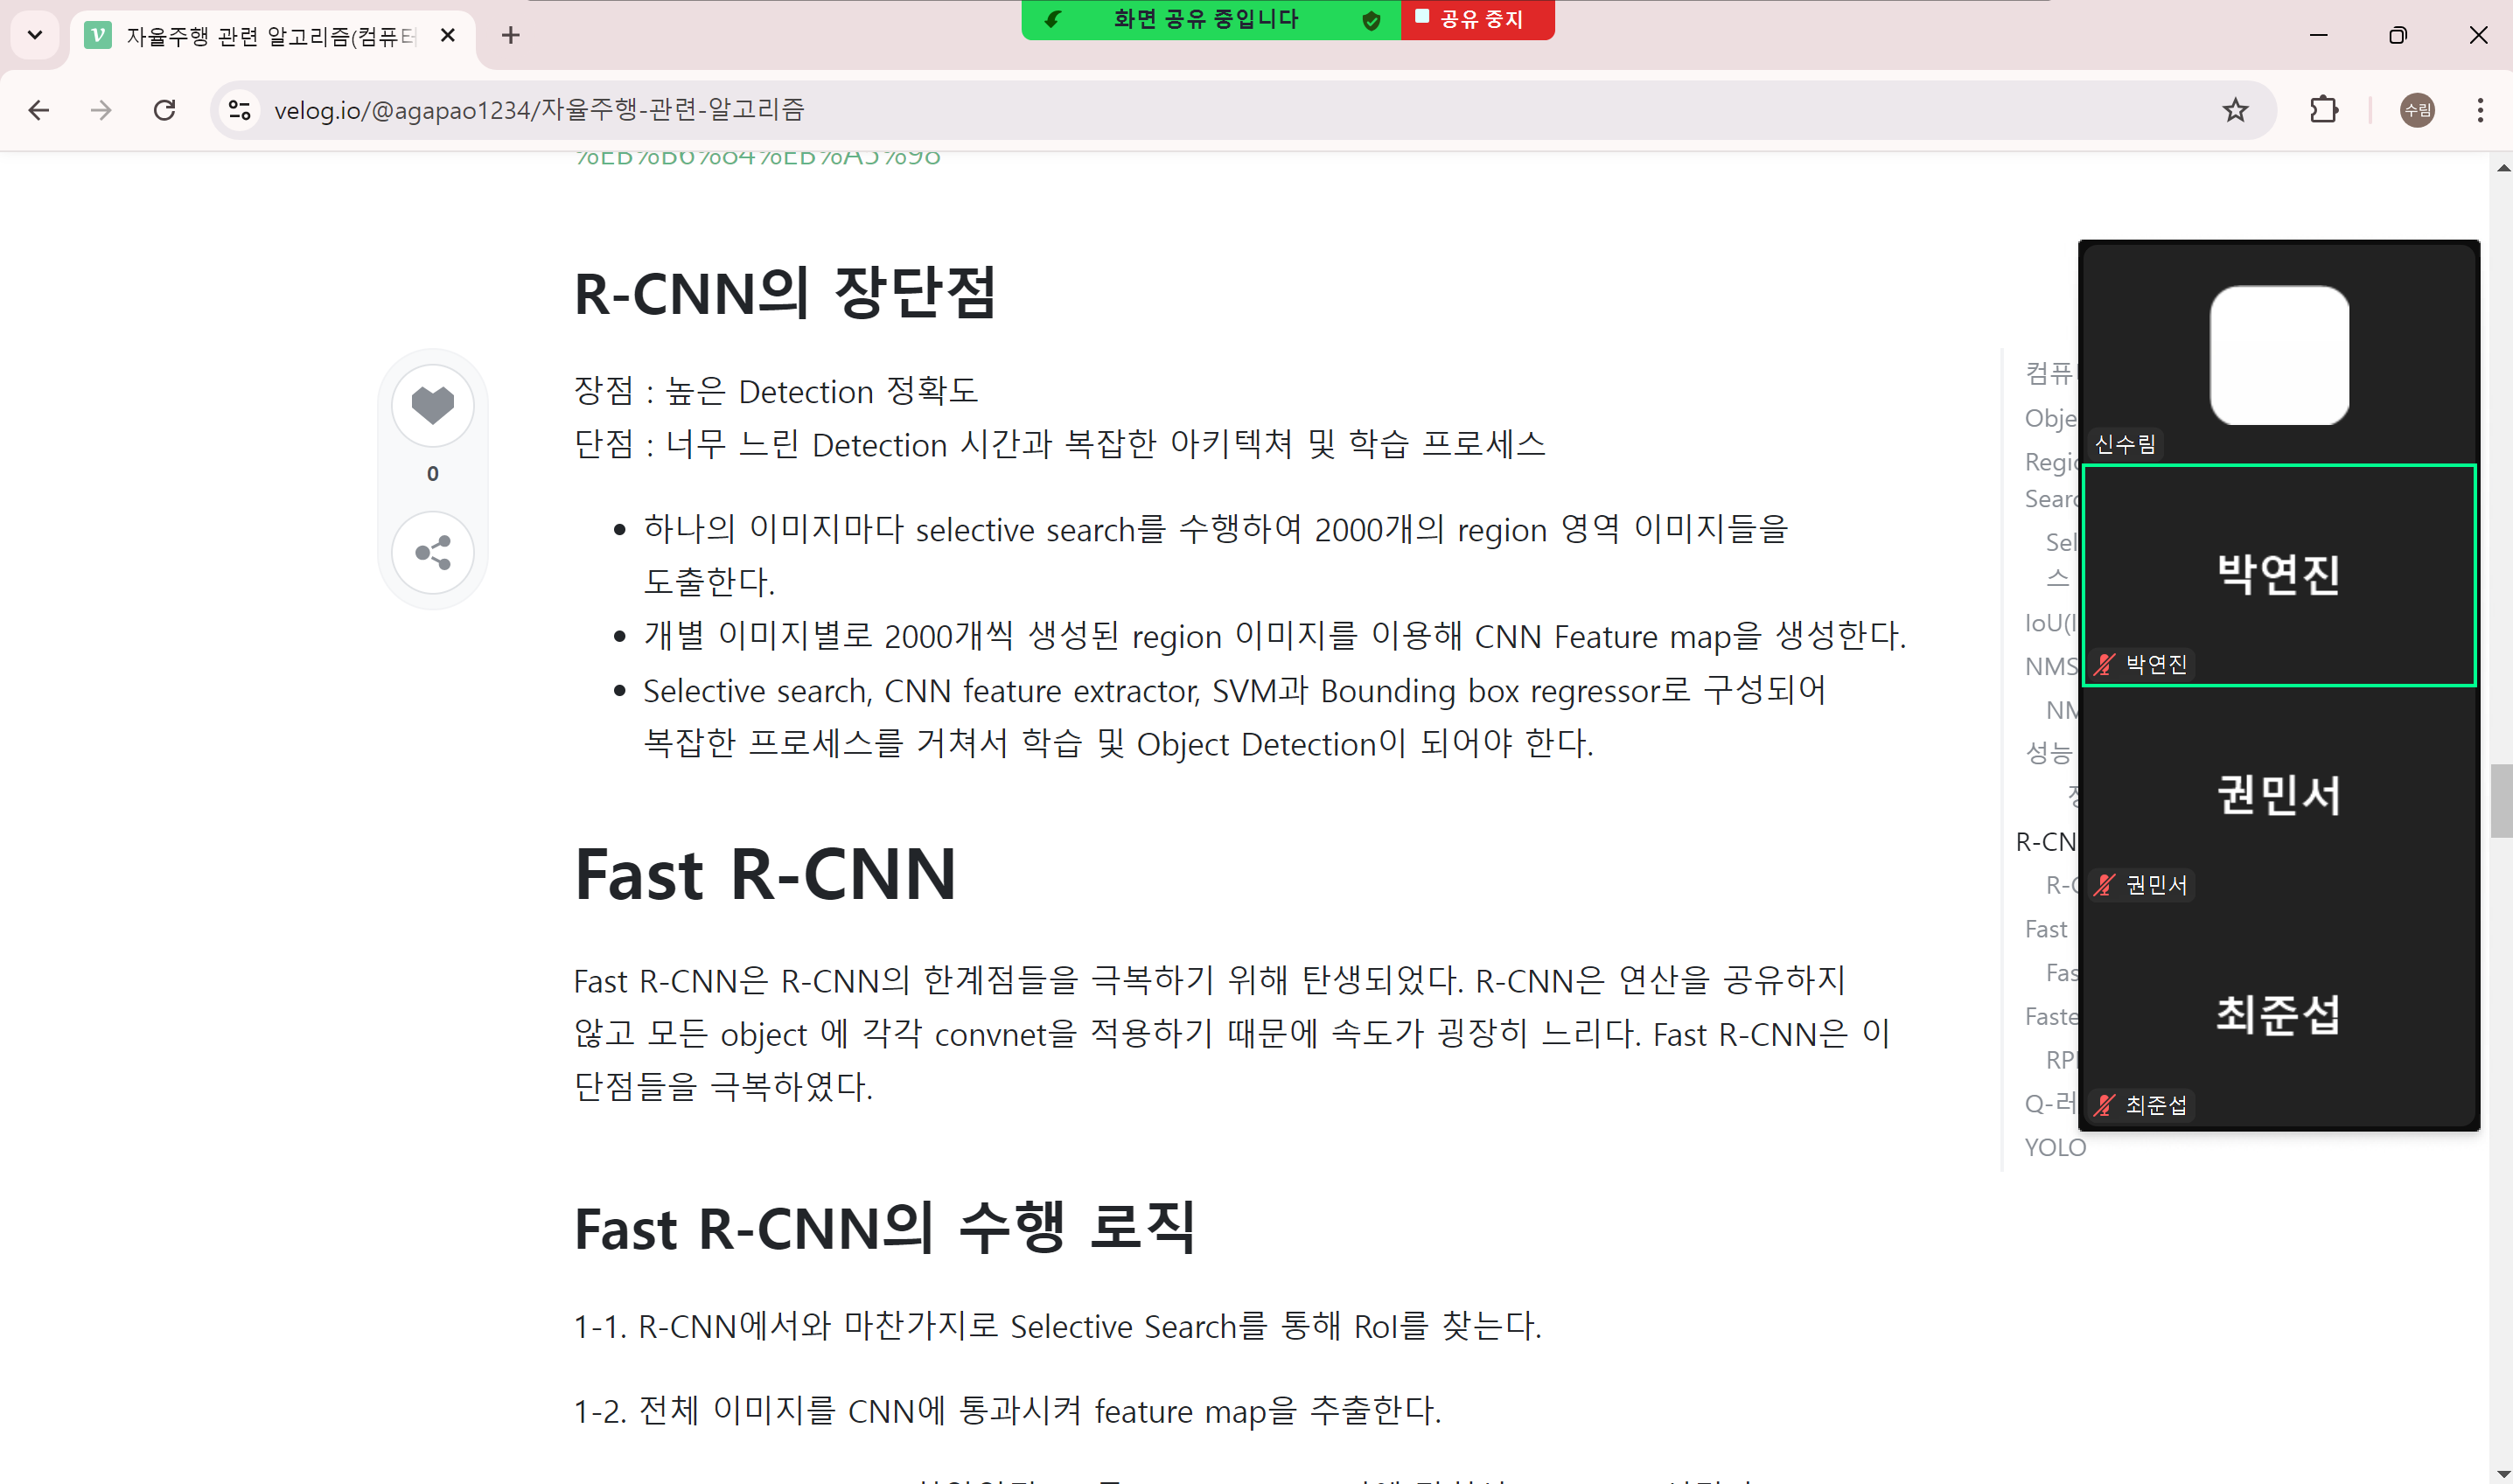 자율주행 관련 알고리즘(컴퓨터
화면 공유 중입니다
공유 중지
velog.io/@agapao1234/자율주행-관련-알고리즘
수림
%EB%B6%84%EB%A5%98
R-CNN의 장단점
장점 : 높은 Detection 정확도
단점 : 너무 느린 Detection 시간과 복잡한 아키텍쳐 및 학습 프로세스
하나의 이미지마다 selective search를 수행하여 2000개의 region 영역 이미지들을
도출한다.
개별 이미지별로 2000개씩 생성된 region 이미지를 이용해 CNN Feature map을 생성한다.
Selective search, CNN feature extractor, SVM과 Bounding box regressor로 구성되어
복잡한 프로세스를 거쳐서 학습 및 Object Detection이 되어야 한다.
0
Fast R-CNN
Fast R-CNN은 R-CNN의 한계점들을 극복하기 위해 탄생되었다. R-CNN은 연산을 공유하지
않고 모든 object 에 각각 convnet을 적용하기 때문에 속도가 굉장히 느리다. Fast R-CNN은 이
단점들을 극복하였다.
Fast R-CNN의 수행 로직
1-1. R-CNN에서와 마찬가지로 Selective Search를 통해 RoI를 찾는다.
1-2. 전체 이미지를 CNN에 통과시켜 feature map을 추출한다.
컴퓨
Obje
Regi
Sear
Sel
스
IoU(
NMS
NM
성능
R-CN
R-
Fast
Fas
Faste
RP
Q-러
YOLO
신수림
박연진
박연진
권민서
권민서
최준섭
최준섭